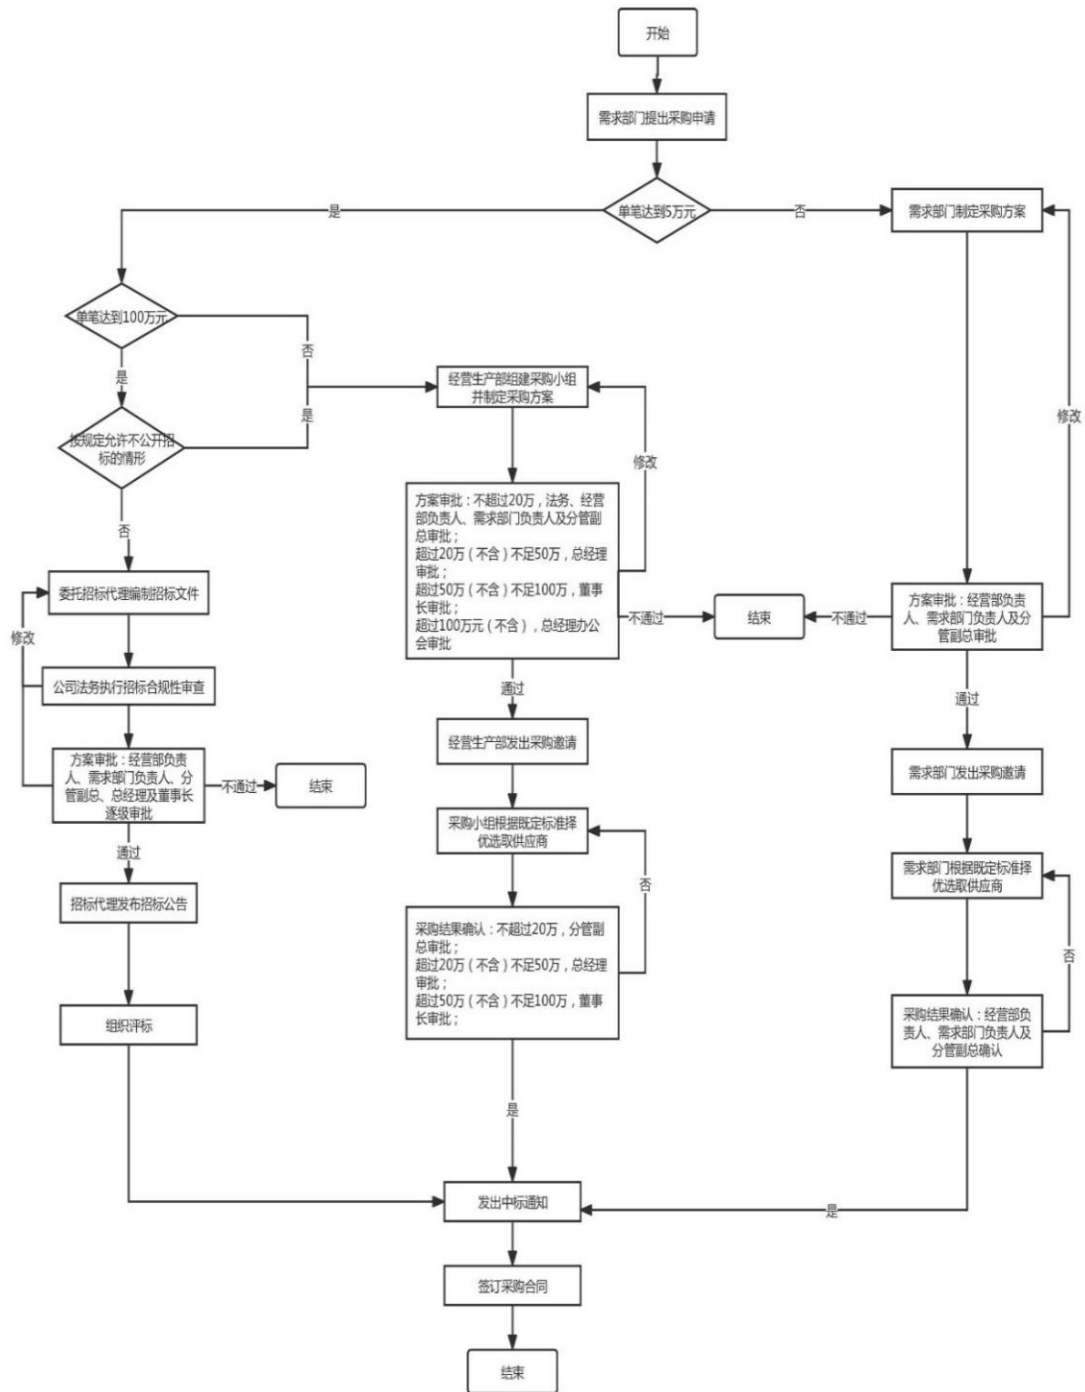 开始
需求部门提出采购申请
单笔达到5万元
是
否
需求部门制定采购方案
单笔达到100万元
否
是
按规定允许不公开招
标的情形
是
否
经营生产部组建采购小组
并制定采购方案
修改
修改
方案审批：不超过20万，法务、经营
部负责人、需求部门负责人及分管副
总审批；
超过20万（不含）不足50万，总经理
审批；
超过50万（不含）不足100万，董事
长审批；
超过100万元（不含），总经理办公
会审批
不通过
结束
不通过
方案审批：经营部负责
人、需求部门负责人及分
管副总审批
委托招标代理编制招标文件
修改
公司法务执行招标合规性审查
方案审批：经营部负责
人、需求部门负责人、分
管副总、总经理及董事长
逐级审批
不通过
结束
通过
招标代理发布招标公告
组织评标
通过
经营生产部发出采购邀请
采购小组根据既定标准择
优选取供应商
否
采购结果确认：不超过20万，分管副
总审批；
超过20万（不含）不足50万，总经理
审批；
超过50万（不含）不足100万，董事
长审批；
是
通过
需求部门发出采购邀请
需求部门根据既定标准择
优选取供应商
否
采购结果确认：经营部负
责人、需求部门负责人及
分管副总确认
是
发出中标通知
签订采购合同
结束